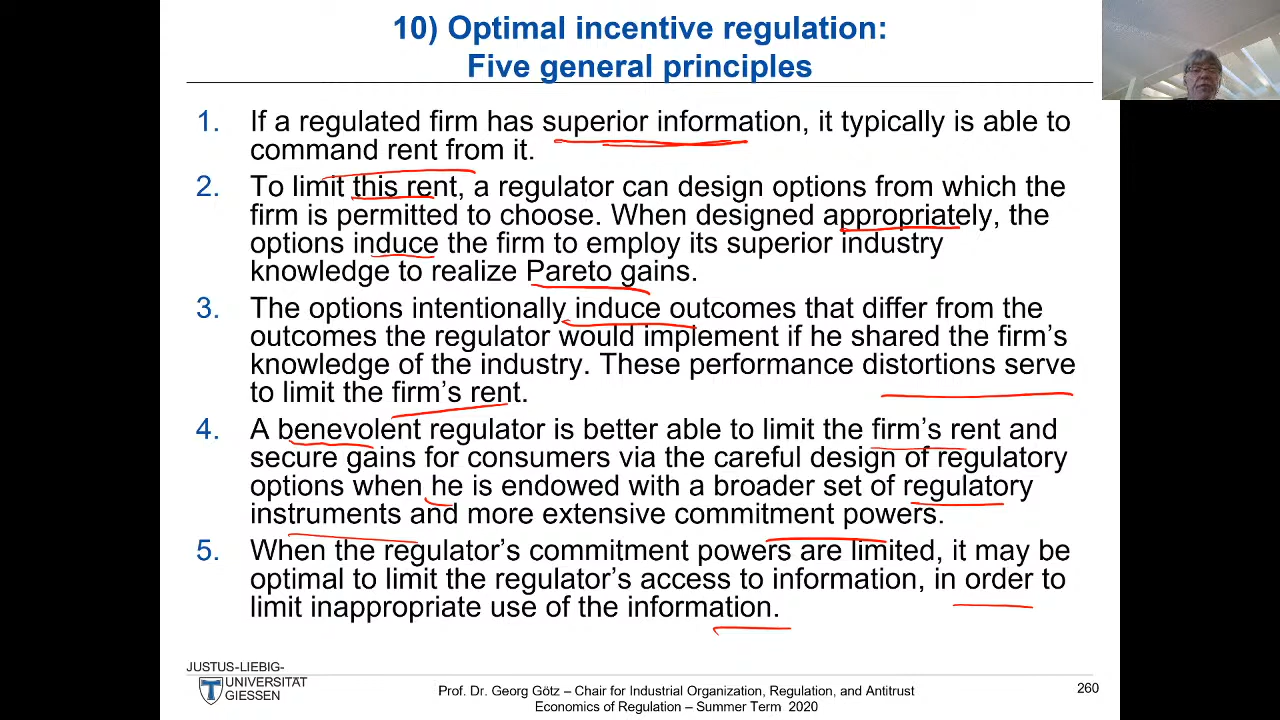 10) Optimal incentive regulation:
Five general principles
1. If a regulated firm has superior information, it typically is able to
command rent from it.
2. To limit this rent, a regulator can design options from which the
firm is permitted to choose. When designed appropriately, the
options induce the firm to employ its superior industry
knowledge to realize Pareto gains.
3. The options intentionally induce outcomes that differ from the
outcomes the regulator would implement if he shared the firm's
knowledge of the industry. These performance distortions serve
to limit the firm's rent.
4. A benevolent regulator is better able to limit the firm's rent and
secure gains for consumers via the careful design of regulatory
options when he is endowed with a broader set of regulatory
instruments and more extensive commitment powers.
5. When the regulator's commitment powers are limited, it may be
optimal to limit the regulator's access to information, in order to
limit inappropriate use of the information.
JUSTUS-LIEBIG-
UNIVERSITAT
GIESSEN
Prof. Dr. Georg Götz – Chair for Industrial Organization, Regulation, and Antitrust
Economics of Regulation – Summer Term 2020
260